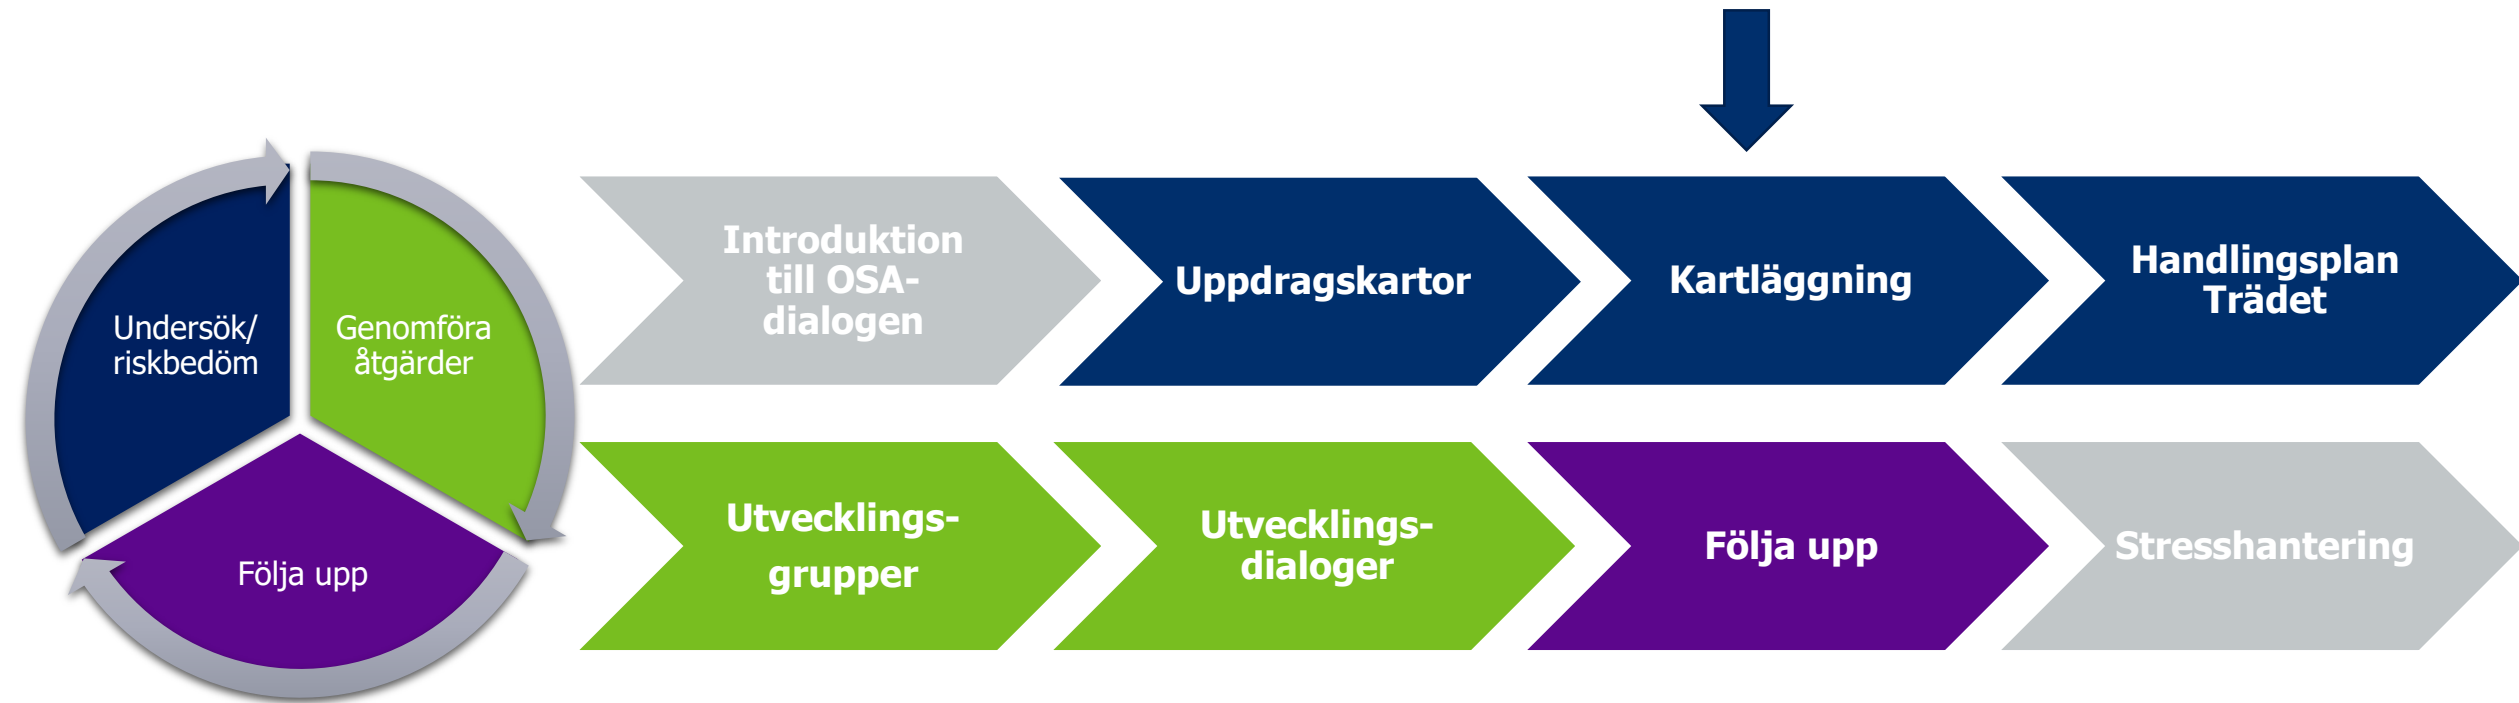 Undersök/
riskbedöm
Genomföra
åtgärder
Följa upp
Introduktion
till OSA-
dialogen
Uppdragskartor
Kartläggning
Handlingsplan
Trädet
Utvecklings-
grupper
Utvecklings-
dialoger
Följa upp
Stresshantering